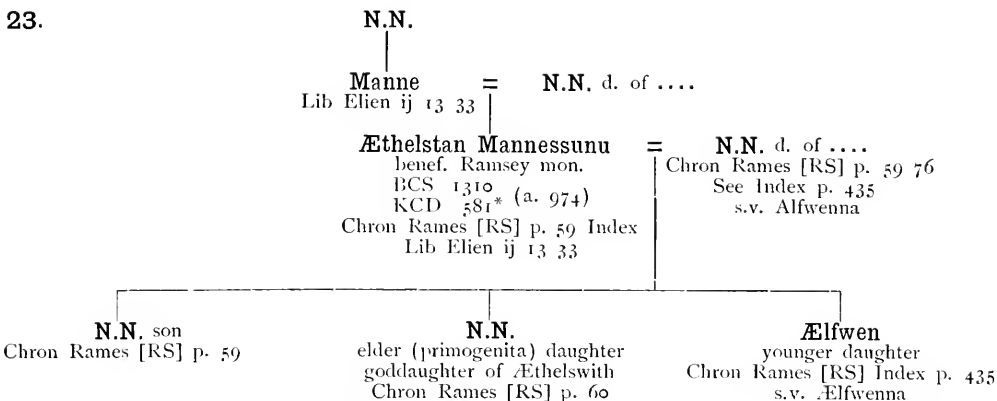 23.
N.N.
Manne = N.N. d. of ....
Lib Elien ij 13 33
Æthelstan Mannessunu = N.N. d. of ....
benef. Ramsey mon.
BCS 1310
KCD 581* (a. 974)
Chron Rames [RS] p. 59 Index
Lib Elien ij 13 33
Chron Rames [RS] p. 59 76
See Index p. 435
s.v. Alfwenna
N.N. son
Chron Rames [RS] p. 59
N.N.
elder (primogenita) daughter
goddaughter of Æthelswith
Chron Rames [RS] p. 60
Ælfwen
younger daughter
Chron Rames [RS] Index p. 435
s.v. Ælfwenna